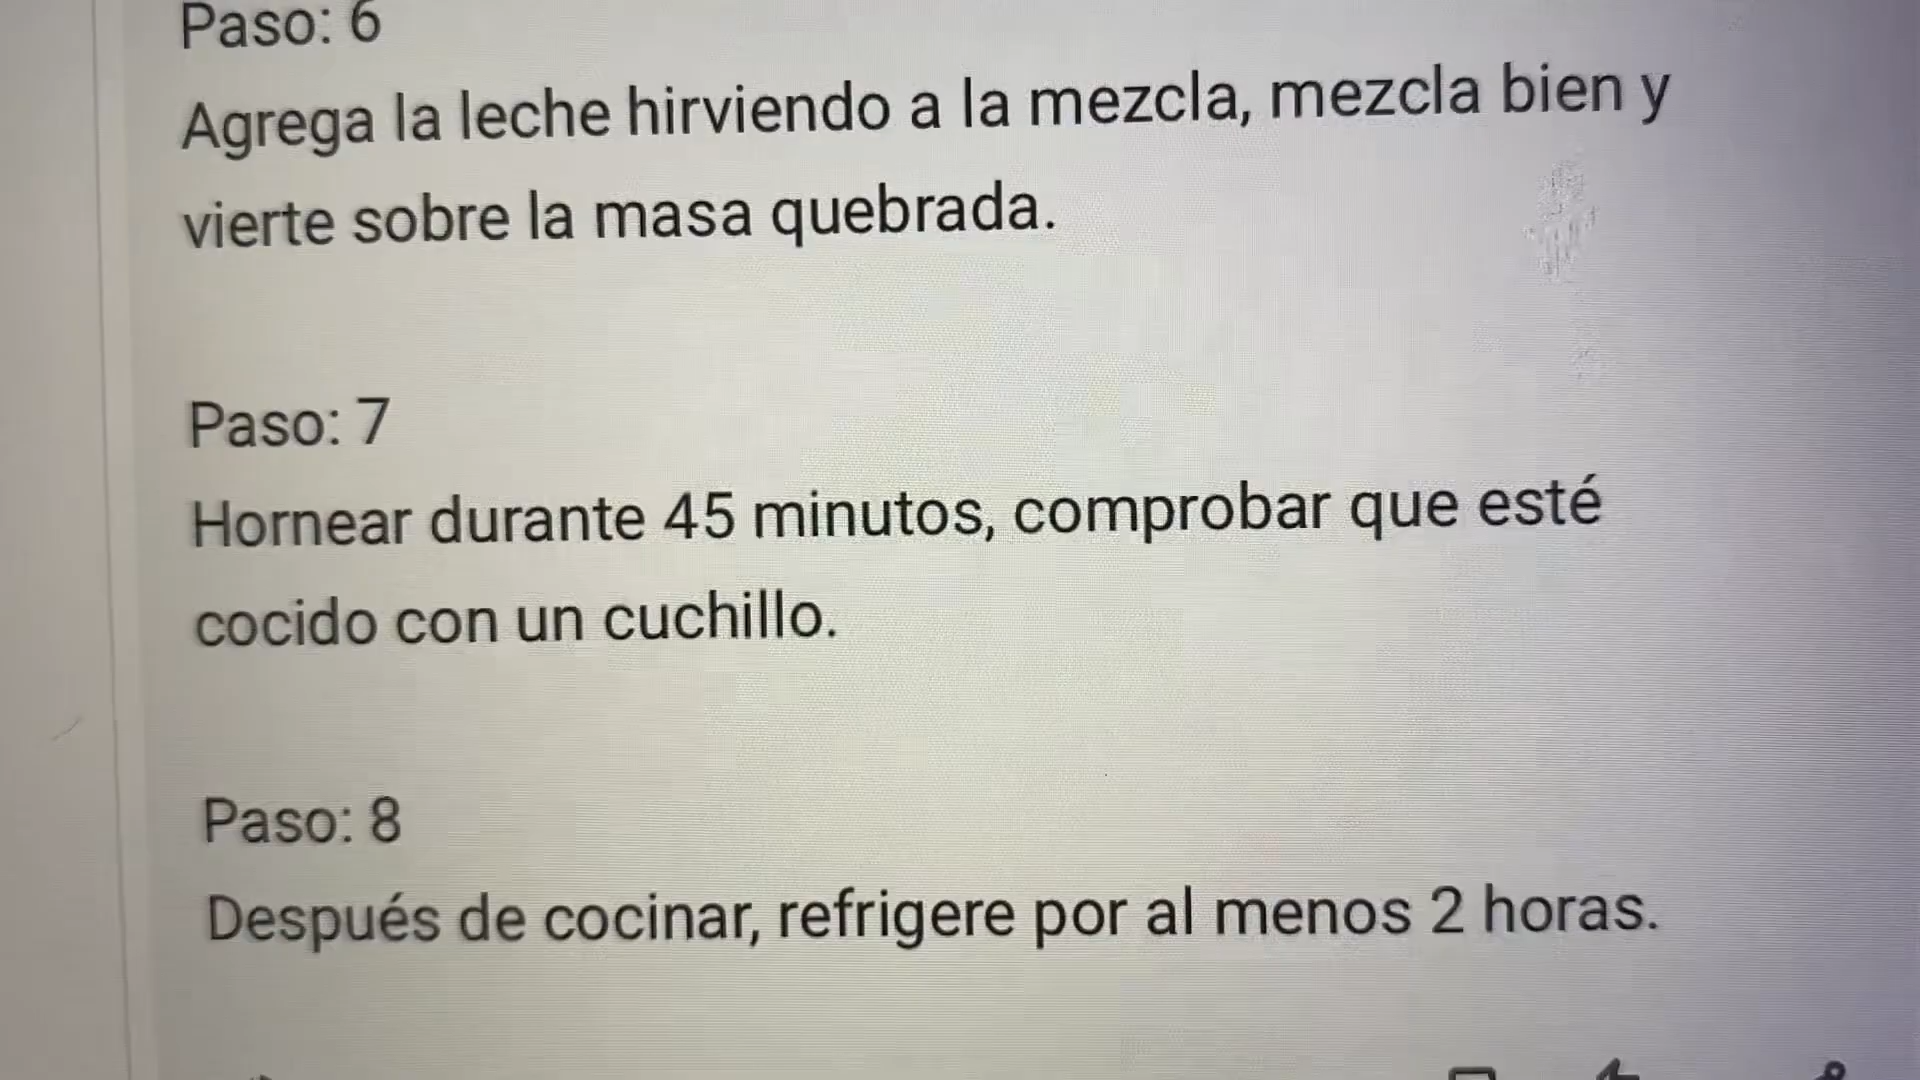 Paso: 6
Agrega la leche hirviendo a la mezcla, mezcla bien y
vierte sobre la masa quebrada.
Paso: 7
Hornear durante 45 minutos, comprobar que esté
cocido con un cuchillo.
Paso: 8
Después de cocinar, refrigere por al menos 2 horas.